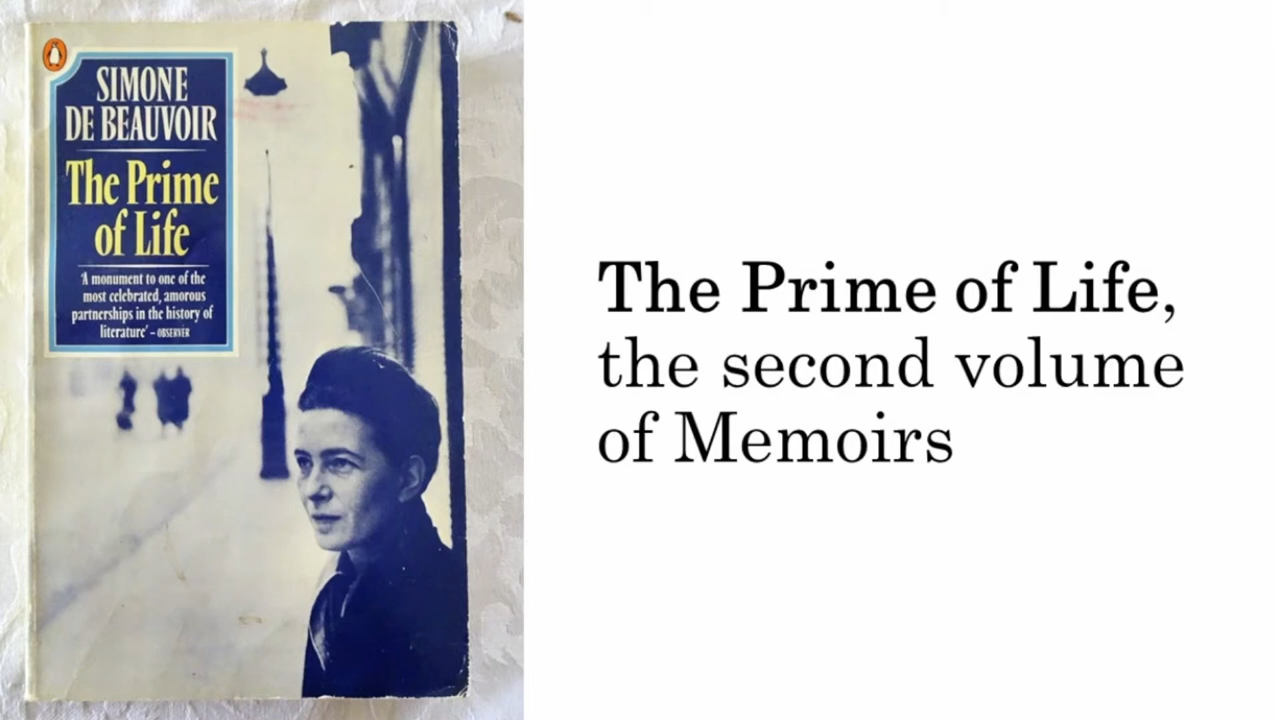 SIMONE
DE BEAUVOIR
The Prime
of Life
'A monument to one of the
most celebrated, amorous
partnerships in the history of
literature' – OBSERVER
The Prime of Life,
the second volume
of Memoirs